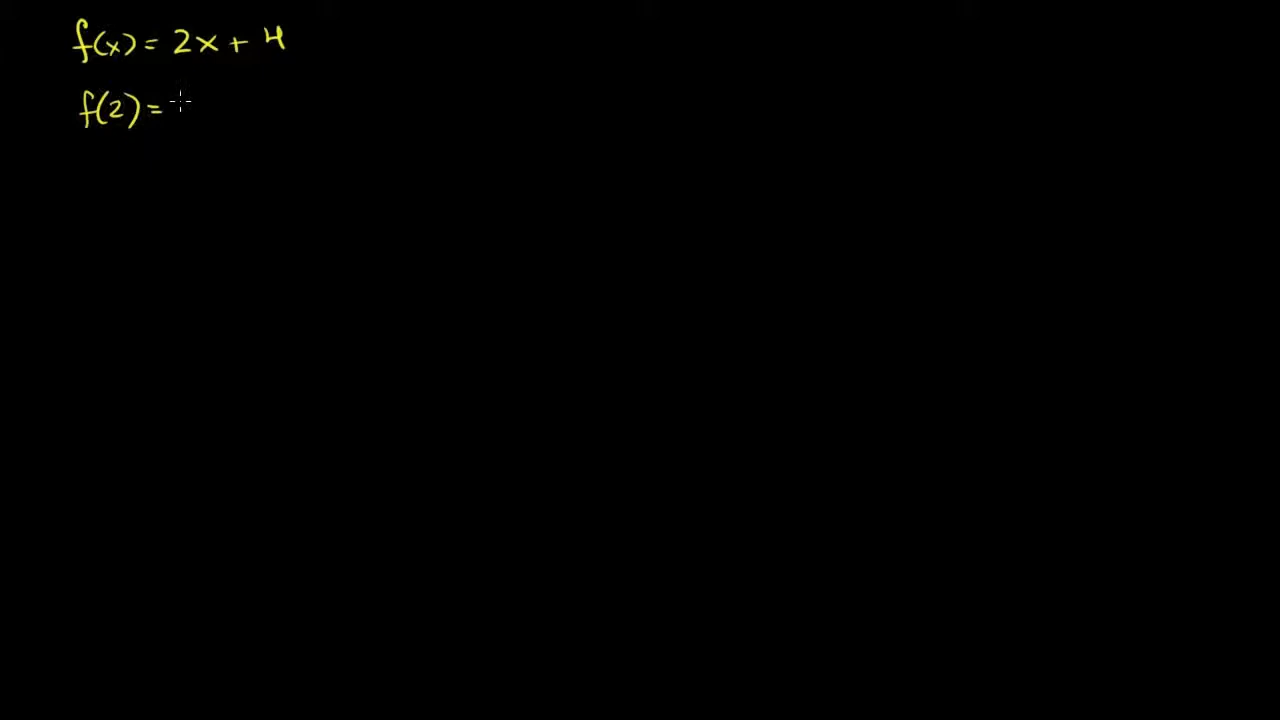 f(x) = 2x + 4
f(2) =